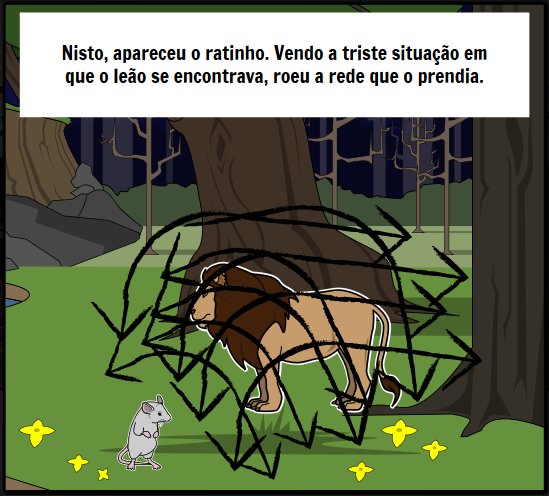 Nisto, apareceu o ratinho. Vendo a triste situação em
que o leão se encontrava, roeu a rede que o prendia.